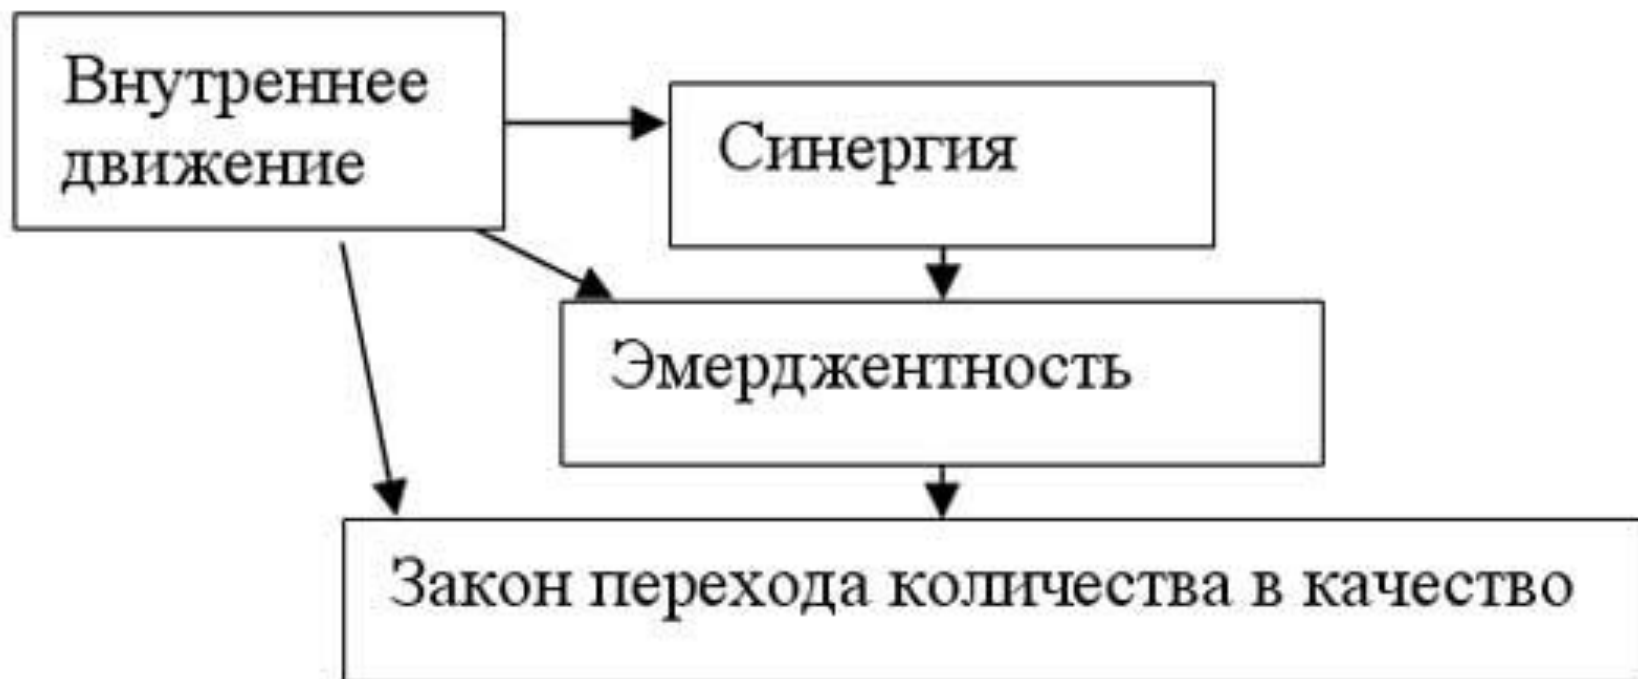 Внутреннее
движение
Синергия
Эмерджентность
Закон перехода количества в качество